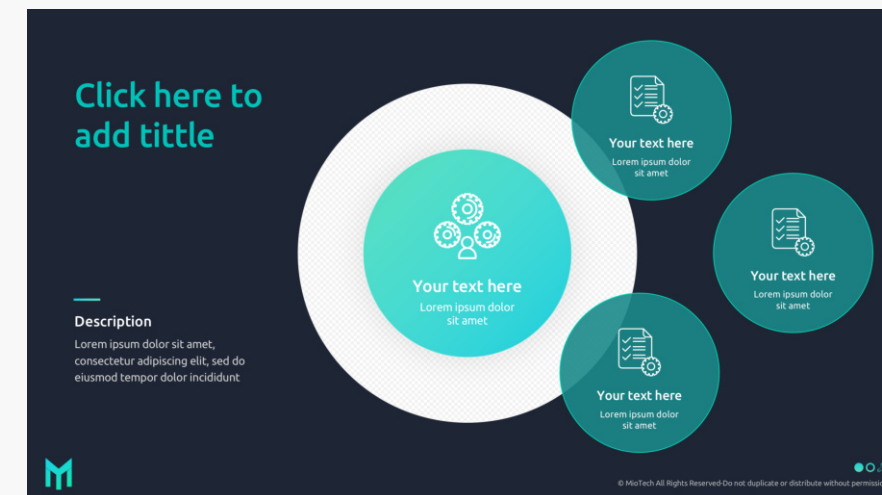 Click here to
add tittle
Description
Lorem ipsum dolor sit amet,
consectetur adipiscing elit, sed do
eiusmod tempor dolor incididunt
Your text here
Lorem ipsum dolor
sit amet
Your text here
Lorem ipsum dolor
sit amet
Your text here
Lorem ipsum dolor
sit amet
Your text here
Lorem ipsum dolor
sit amet
© MioTech All Rights Reserved-Do not duplicate or distribute without